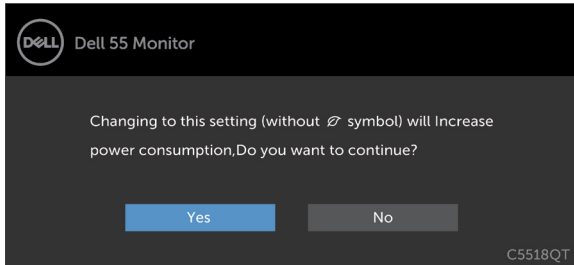 DELL Dell 55 Monitor
Changing to this setting (without symbol) will Increase
power consumption,Do you want to continue?
Yes No
C5518QT